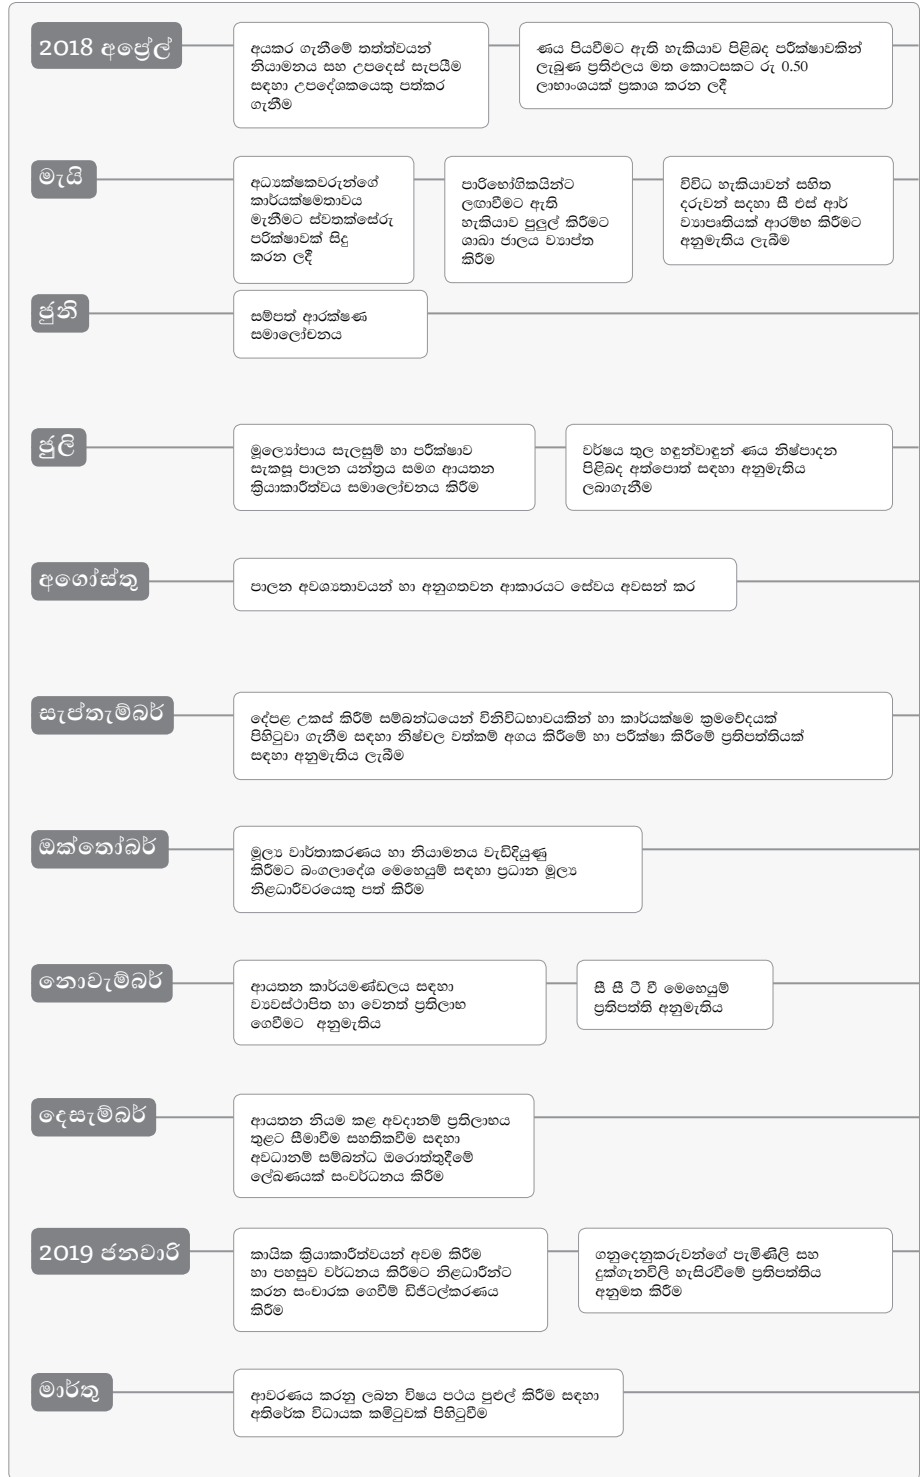 2018 අප්‍රේල්
අයකර ගැනීමේ තත්ත්වයන්
නියාමනය සහ උපදෙස් සැපයීම
සඳහා උපදේශකයෙකු පත්කර
ගැනීම
ණය පියවීමට ඇති හැකියාව පිළිබද පරීක්ෂාවකින්
ලැබුණ ප්‍රතිඵලය මත කොටසකට රු 0.50
ලාභාංශයක් ප්‍රකාශ කරන ලදී
මැයි
අධ්‍යක්ෂකවරුන්ගේ
කාර්යක්ෂමතාවය
මැනීමට ස්වතක්සේරු
පරික්ෂාවක් සිදු
කරන ලදී
පාරිභෝගිකයින්ට
ලඟාවීමට ඇති
හැකියාව පුලුල් කිරීමට
ශාඛා ජාලය ව්‍යාප්ත
කිරීම
විවිධ හැකියාවන් සහිත
දරුවන් සදහා සී එස් ආර්
ව්‍යාපෘතියක් ආරම්භ කිරීමට
අනුමැතිය ලැබීම
ජුනි
සම්පත් ආරක්ෂණ
සමාලෝචනය
ජුලි
මූල්‍යෝපාය සැලසුම් හා පරීක්ෂාව
සැකසූ පාලන යන්ත්‍රය සමග ආයතන
ක්‍රියාකාරීත්වය සමාලෝචනය කිරීම
වර්ෂය තුල හඳුන්වාඳුන් ණය නිෂ්පාදන
පිළිබද අත්පොත් සඳහා අනුමැතිය
ලබාගැනීම
අගෝස්තු
පාලන අවශ්‍යතාවයන් හා අනුගතවන ආකාරයට සේවය අවසන් කර
සැප්තැම්බර්
දේපළ උකස් කිරීම් සම්බන්ධයෙන් විනිවිධභාවයකින් හා කාර්යක්ෂම ක්‍රමවේදයක්
පිහිටුවා ගැනීම සඳහා නිෂ්චල වත්කම් අගය කිරීමේ හා පරීක්ෂා කිරීමේ ප්‍රතිපත්තියක්
සඳහා අනුමැතිය ලැබීම
ඔක්තෝබර්
මූල්‍ය වාර්තාකරණය හා නියාමනය වැඩිදියුණු
කිරීමට බංගලාදේශ මෙහෙයුම් සඳහා ප්‍රධාන මූල්‍ය
නිළධාරීවරයෙකු පත් කිරීම
නොවැම්බර්
ආයතන කාර්යමණ්ඩලය සඳහා
ව්‍යවස්ථාපිත හා වෙනත් ප්‍රතිලාභ
ගෙවීමට අනුමැතිය
සී සී ටී වී මෙහෙයුම්
ප්‍රතිපත්ති අනුමැතිය
දෙසැම්බර්
ආයතන නියම කළ අවදානම් ප්‍රතිලාභය
තුළට සීමාවීම සහතිකවීම සඳහා
අවධානම් සම්බන්ධ ඔරොත්තුදීමේ
ලේඛණයක් සංවර්ධනය කිරීම
2019 ජනවාරි
කායික ක්‍රියාකාරීත්වයන් අවම කිරීම
හා පහසුව වර්ධනය කිරීමට නිළධාරීන්ට
කරන සංචාරක ගෙවීම් ඩිජිටල්කරණය
කිරීම
ගනුදෙනුකරුවන්ගේ පැමිණිලි සහ
දුක්ගැනවිලි හැසිරවීමේ ප්‍රතිපත්තිය
අනුමත කිරීම
මාර්තු
ආවරණය කරනු ලබන විෂය පථය පුළුල් කිරීම සඳහා
අතිරේක විධායක කමිටුවක් පිහිටුවීම